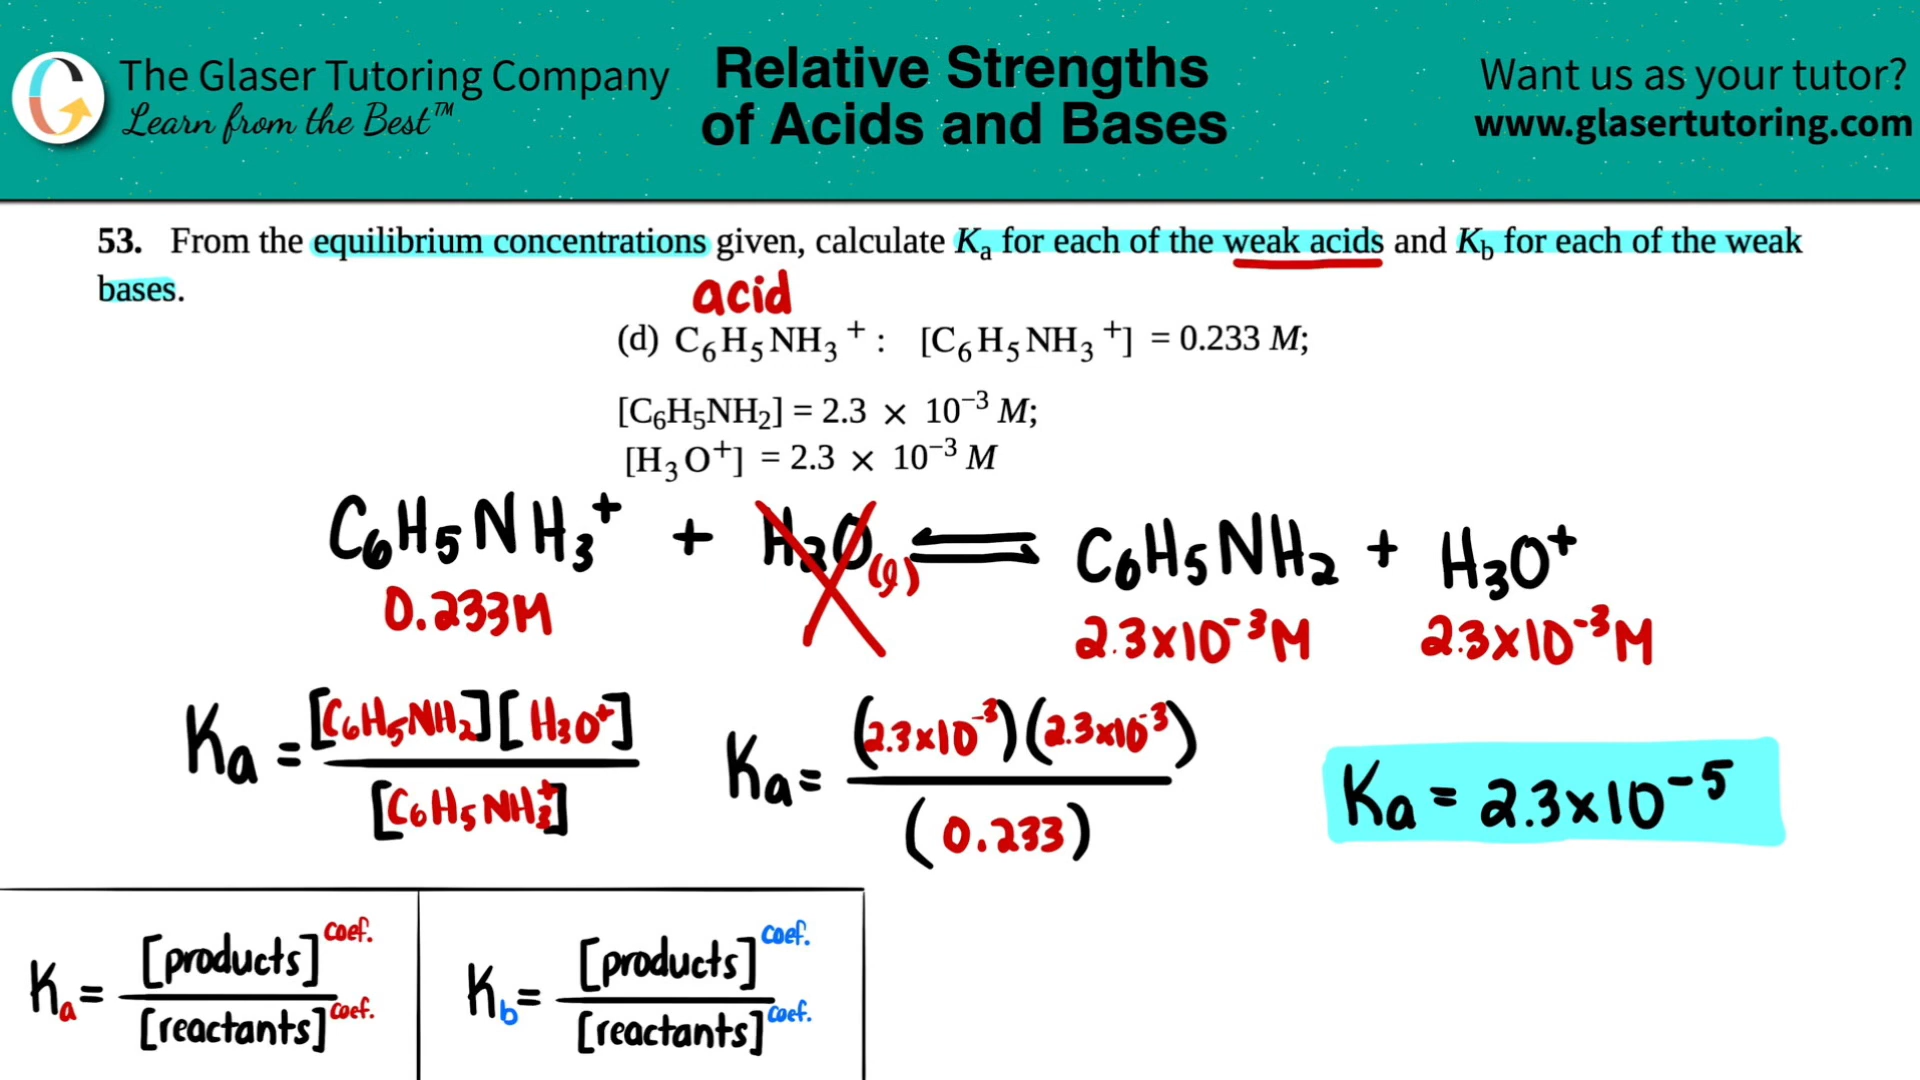 The Glaser Tutoring Company
Learn from the Best™
Relative Strengths
of Acids and Bases
Want us as your tutor?
www.glasertutoring.com
53. From the equilibrium concentrations given, calculate Kₐ for each of the weak acids and K_b for each of the weak
bases.
acid
(d) C₆H₅NH₃⁺ : [C₆H₅NH₃⁺] = 0.233 M;
[C₆H₅NH₂] = 2.3 × 10⁻³ M;
[H₃O⁺] = 2.3 × 10⁻³ M
C₆H₅NH₃⁺ + H₂O(l) ⇌ C₆H₅NH₂ + H₃O⁺
0.233M 2.3x10⁻³M 2.3x10⁻³M
Ka = [C₆H₅NH₂][H₃O⁺] / [C₆H₅NH₃⁺]
Ka = (2.3x10⁻³)(2.3x10⁻³) / (0.233)
Ka = 2.3x10⁻⁵
Ka = [products]^coef. / [reactants]^coef.
Kb = [products]^coef. / [reactants]^coef.